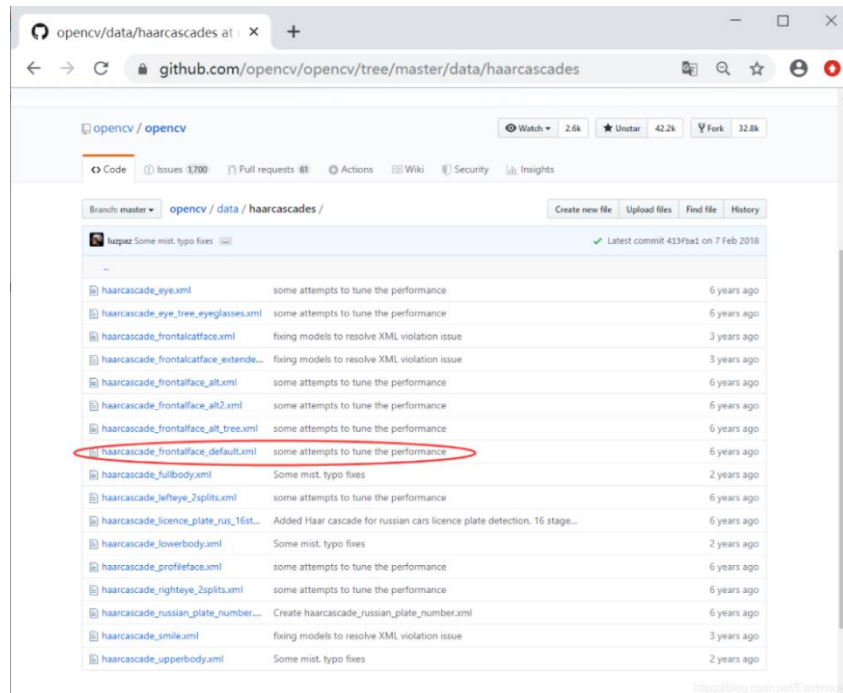 opencv/data/haarcascades at
github.com/opencv/opencv/tree/master/data/haarcascades
opencv / opencv
Watch 2.6k Unstar 42.2k Fork 32.8k
Code Issues 1,700 Pull requests 61 Actions Wiki Security Insights
Branch: master opencv / data / haarcascades / Create new file Upload files Find file History
luzpaz Some mist. typo fixes ... Latest commit 413fba1 on 7 Feb 2018
..
haarcascade_eye.xml some attempts to tune the performance 6 years ago
haarcascade_eye_tree_eyeglasses.xml some attempts to tune the performance 6 years ago
haarcascade_frontalcatface.xml fixing models to resolve XML violation issue 3 years ago
haarcascade_frontalcatface_extende... fixing models to resolve XML violation issue 3 years ago
haarcascade_frontalface_alt.xml some attempts to tune the performance 6 years ago
haarcascade_frontalface_alt2.xml some attempts to tune the performance 6 years ago
haarcascade_frontalface_alt_tree.xml some attempts to tune the performance 6 years ago
haarcascade_frontalface_default.xml some attempts to tune the performance 6 years ago
haarcascade_fullbody.xml Some mist. typo fixes 2 years ago
haarcascade_lefteye_2splits.xml some attempts to tune the performance 6 years ago
haarcascade_licence_plate_rus_16st... Added Haar cascade for russian cars licence plate detection. 16 stage... 6 years ago
haarcascade_lowerbody.xml Some mist. typo fixes 2 years ago
haarcascade_profileface.xml some attempts to tune the performance 6 years ago
haarcascade_righteye_2splits.xml some attempts to tune the performance 6 years ago
haarcascade_russian_plate_number.... Create haarcascade_russian_plate_number.xml 6 years ago
haarcascade_smile.xml fixing models to resolve XML violation issue 3 years ago
haarcascade_upperbody.xml Some mist. typo fixes 2 years ago